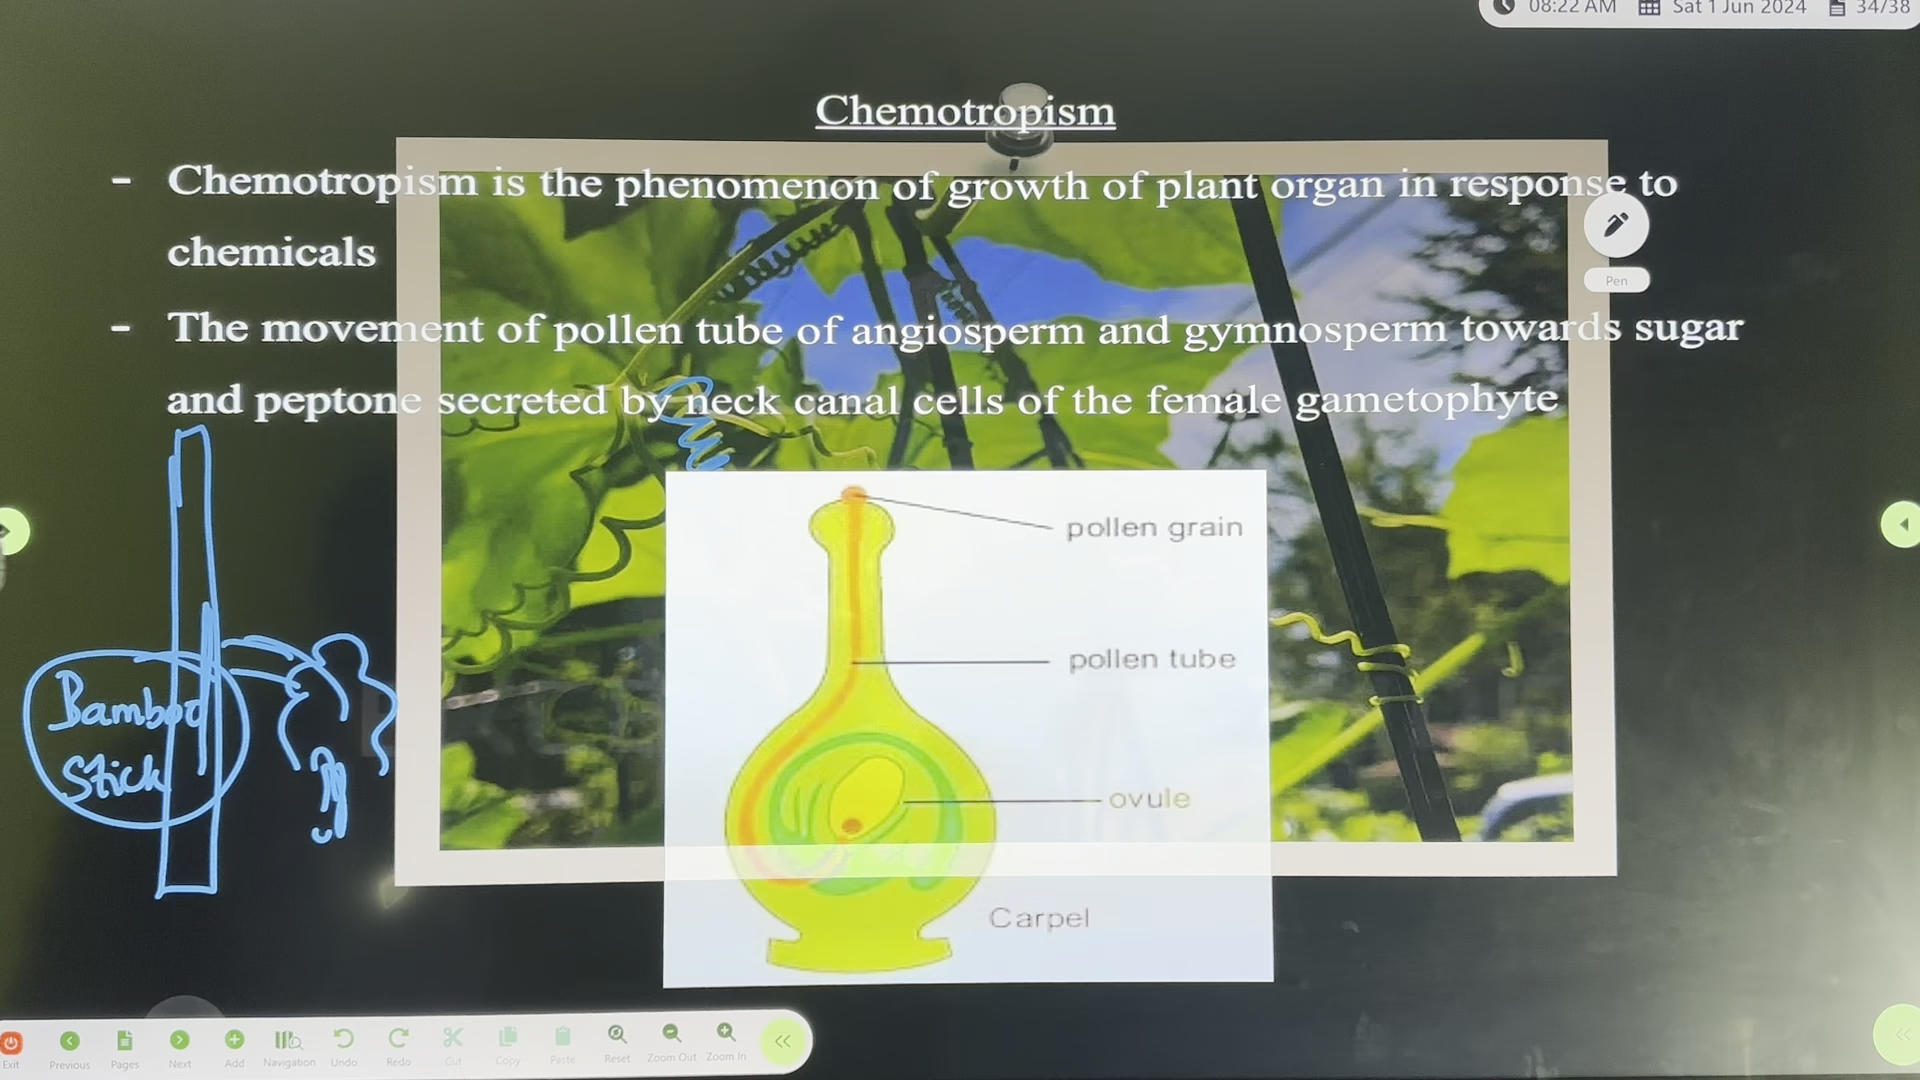 08:22 AM Sat 1 Jun 2024 34/38
Chemotropism
- Chemotropism is the phenomenon of growth of plant organ in response to
chemicals
- The movement of pollen tube of angiosperm and gymnosperm towards sugar
and peptone secreted by neck canal cells of the female gametophyte
Pen
pollen grain
pollen tube
ovule
Carpel
Bamboo
Stick
Exit Previous Pages Next Add Navigation Undo Redo Cut Copy Paste Reset Zoom Out Zoom In